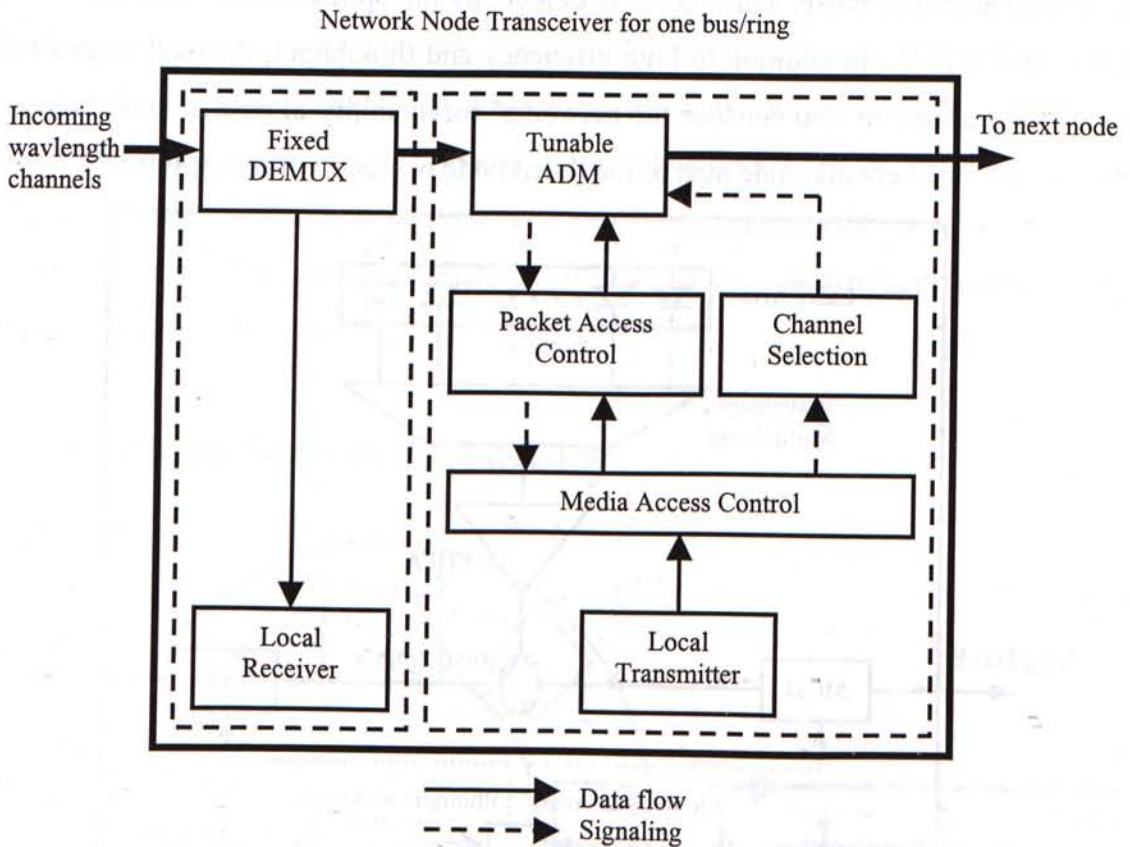 Network Node Transceiver for one bus/ring
Incoming
wavlength
channels
Fixed
DEMUX
Tunable
ADM
To next node
Packet Access
Control
Channel
Selection
Media Access Control
Local
Receiver
Local
Transmitter
Data flow
Signaling